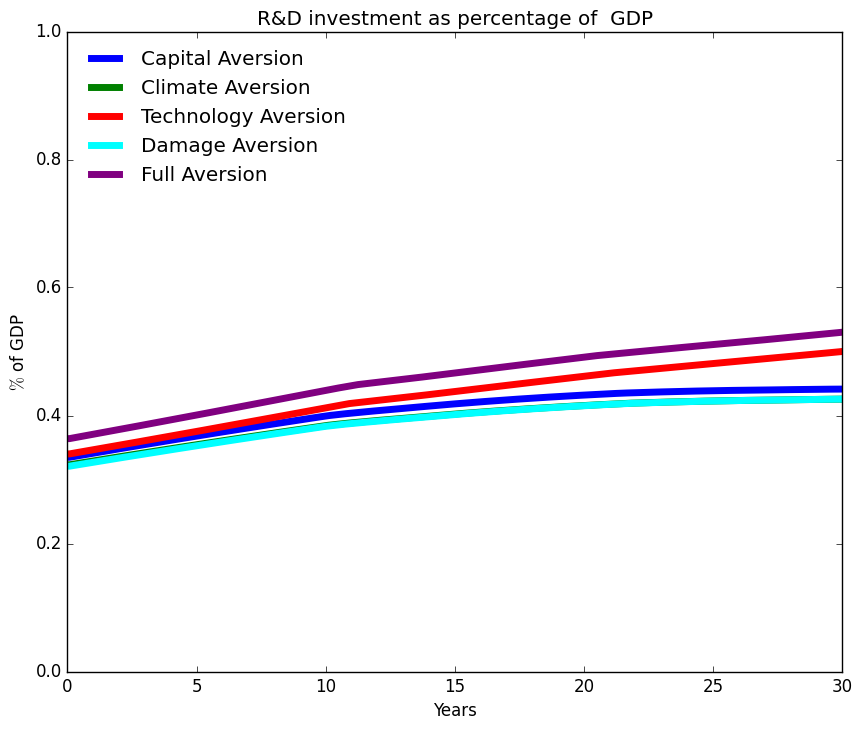 R&D investment as percentage of  GDP
1.0
0.8
0.6
0.4
0.2
0.0
% of GDP
Capital Aversion
Climate Aversion
Technology Aversion
Damage Aversion
Full Aversion
0 5 10 15 20 25 30
Years